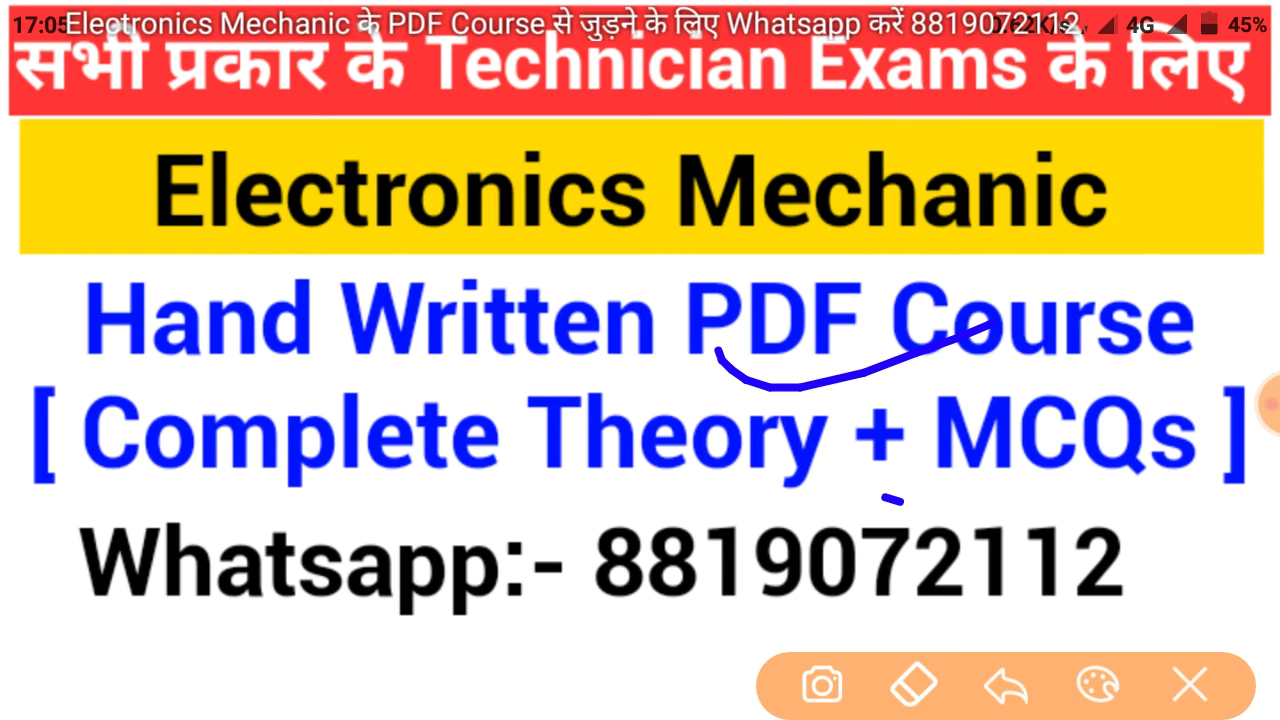 17:05 Electronics Mechanic के PDF Course से जुड़ने के लिए Whatsapp करें 8819072112, 4G 45%
सभी प्रकार के Technician Exams के लिए
Electronics Mechanic
Hand Written PDF Course
[ Complete Theory + MCQs ]
Whatsapp:- 8819072112